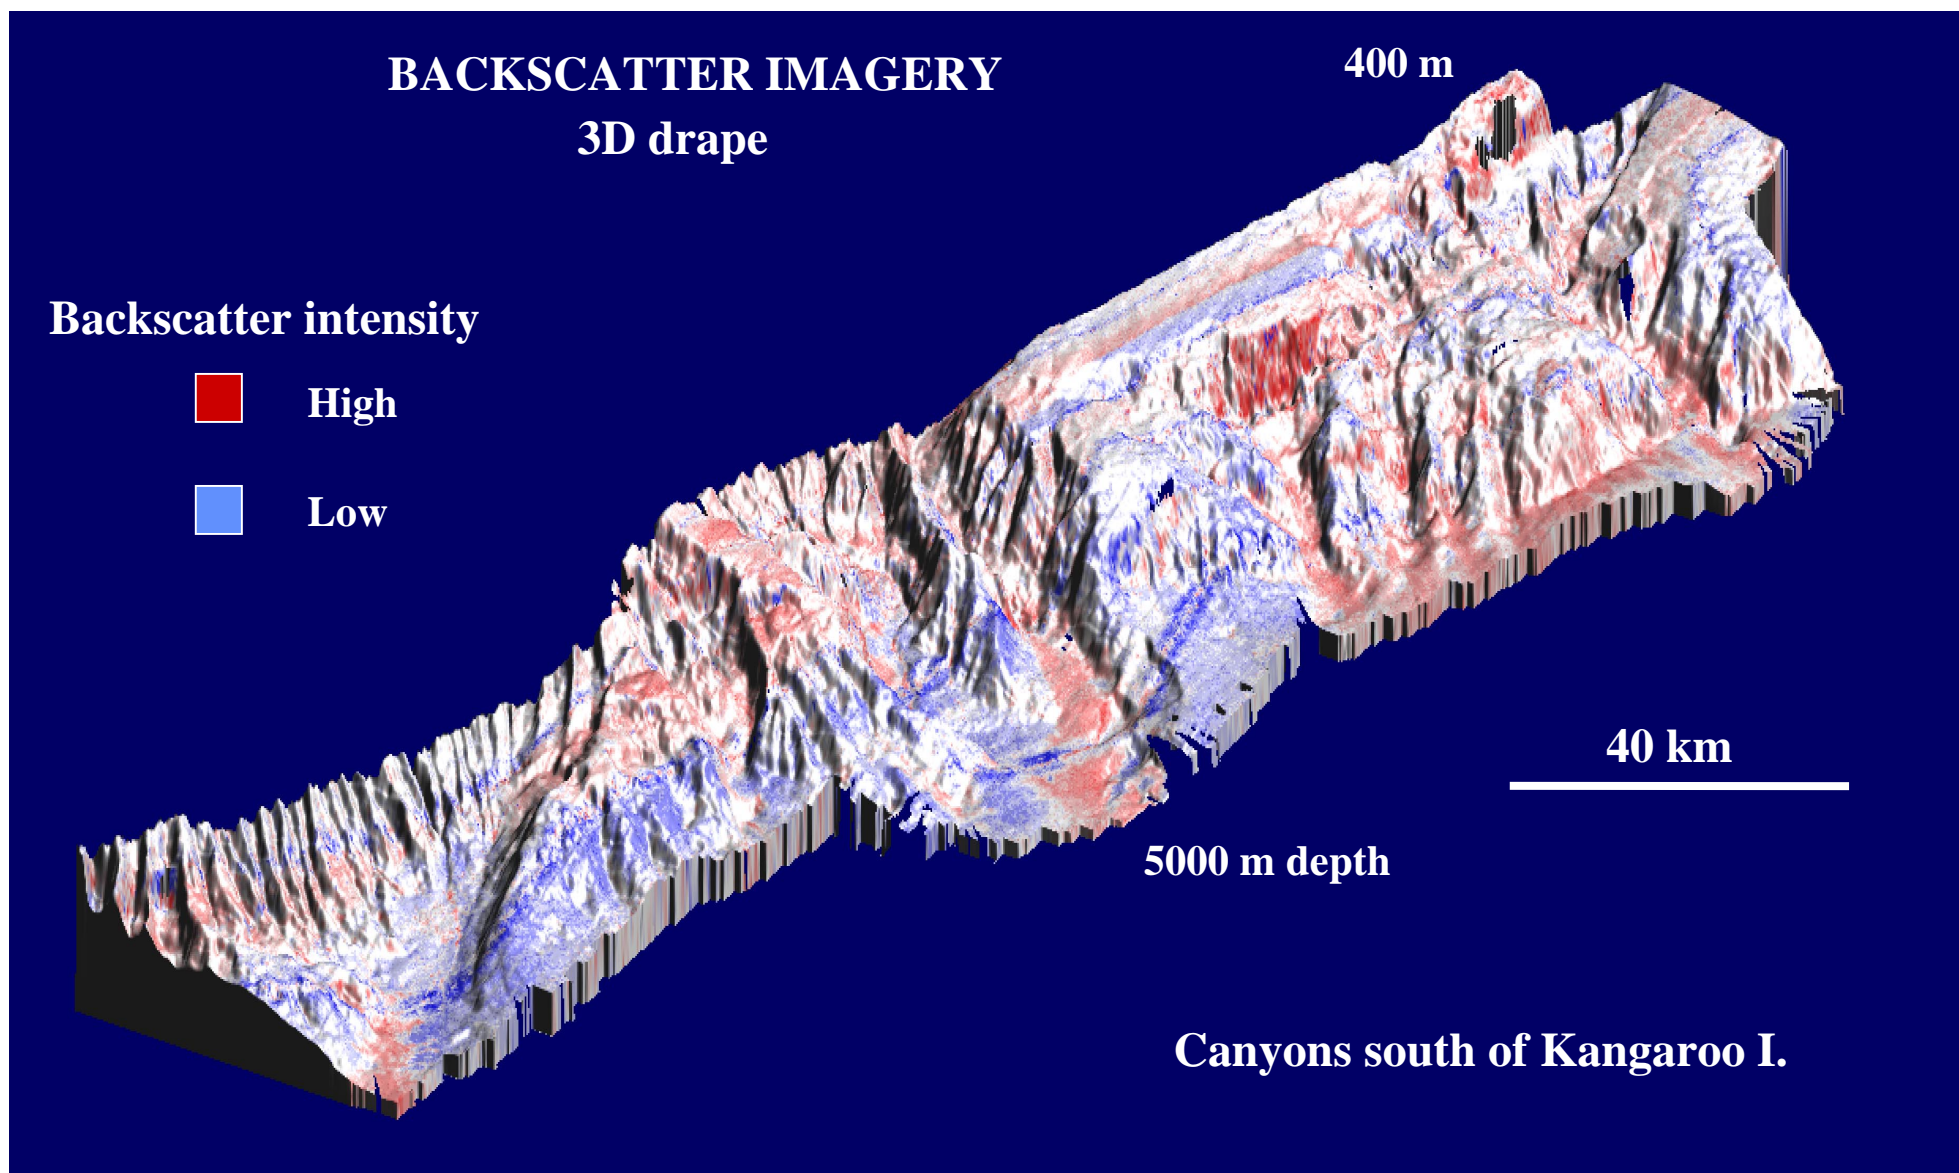 BACKSCATTER IMAGERY
3D drape
400 m
Backscatter intensity
High
Low
40 km
5000 m depth
Canyons south of Kangaroo I.